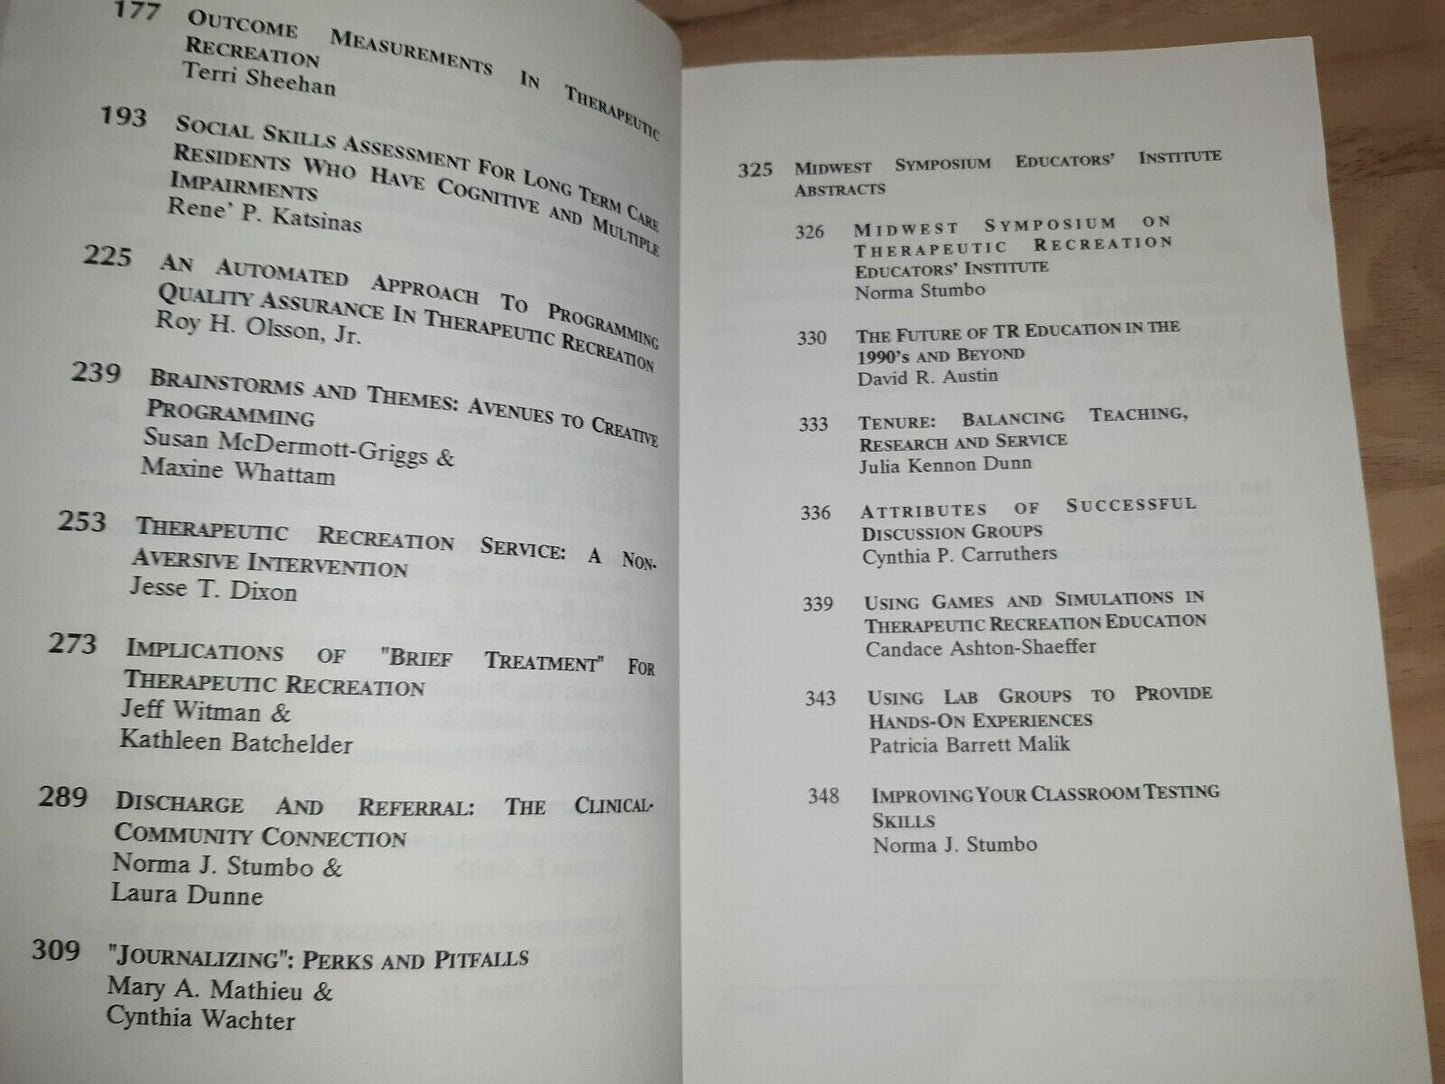 177 OUTCOME MEASUREMENTS IN THERAPEUTIC
RECREATION
Terri Sheehan
193 SOCIAL SKILLS ASSESSMENT FOR LONG TERM CARE
RESIDENTS WHO HAVE COGNITIVE AND MULTIPLE
IMPAIRMENTS
Rene' P. Katsinas
225 AN AUTOMATED APPROACH TO PROGRAMMING
QUALITY ASSURANCE IN THERAPEUTIC RECREATION
Roy H. Olsson, Jr.
239 BRAINSTORMS AND THEMES: AVENUES TO CREATIVE
PROGRAMMING
Susan McDermott-Griggs &
Maxine Whattam
253 THERAPEUTIC RECREATION SERVICE: A NON-
AVERSIVE INTERVENTION
Jesse T. Dixon
273 IMPLICATIONS OF "BRIEF TREATMENT" FOR
THERAPEUTIC RECREATION
Jeff Witman &
Kathleen Batchelder
289 DISCHARGE AND REFERRAL: THE CLINICAL-
COMMUNITY CONNECTION
Norma J. Stumbo &
Laura Dunne
309 "JOURNALIZING": PERKS AND PITFALLS
Mary A. Mathieu &
Cynthia Wachter
325 MIDWEST SYMPOSIUM EDUCATORS' INSTITUTE
ABSTRACTS
326 MIDWEST SYMPOSIUM ON
THERAPEUTIC RECREATION
EDUCATORS' INSTITUTE
Norma Stumbo
330 THE FUTURE OF TR EDUCATION IN THE
1990's AND BEYOND
David R. Austin
333 TENURE: BALANCING TEACHING,
RESEARCH AND SERVICE
Julia Kennon Dunn
336 ATTRIBUTES OF SUCCESSFUL
DISCUSSION GROUPS
Cynthia P. Carruthers
339 USING GAMES AND SIMULATIONS IN
THERAPEUTIC RECREATION EDUCATION
Candace Ashton-Shaeffer
343 USING LAB GROUPS TO PROVIDE
HANDS-ON EXPERIENCES
Patricia Barrett Malik
348 IMPROVING YOUR CLASSROOM TESTING
SKILLS
Norma J. Stumbo